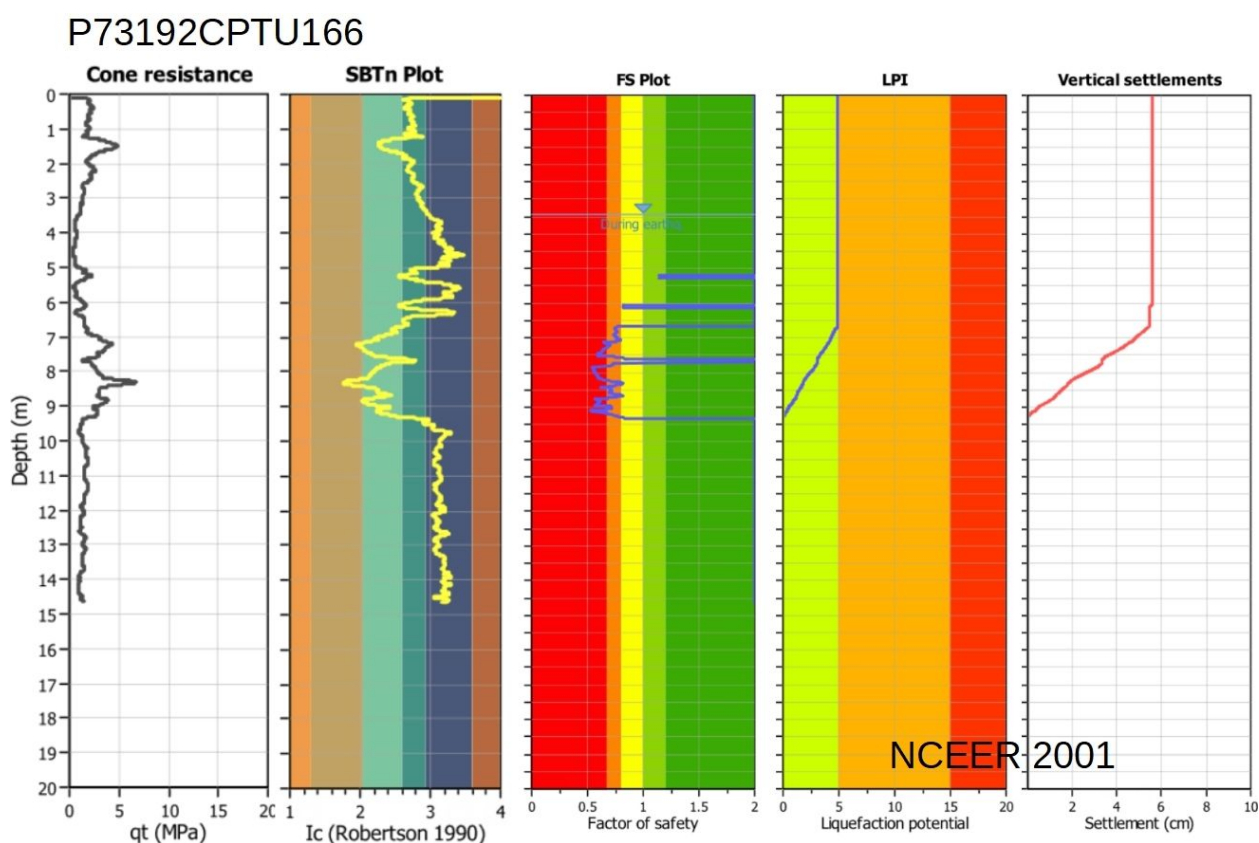 P73192CPTU166
Cone resistance
SBTn Plot
FS Plot
LPI
Vertical settlements
Depth (m)
0
1
2
3
4
5
6
7
8
9
10
11
12
13
14
15
16
17
18
19
20
During earthq.
NCEER 2001
0 5 10 15 20
qt (MPa)
1 2 3 4
Ic (Robertson 1990)
0 0.5 1 1.5 2
Factor of safety
0 5 10 15 20
Liquefaction potential
2 4 6 8 10
Settlement (cm)